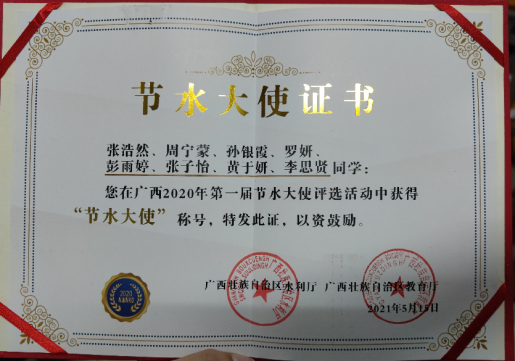 节水大使证书
张浩然、周宁蒙、孙银霞、罗妍、
彭雨婷、张子怡、黄于妍、李思贤同学：
您在广西2020年第一届节水大使评选活动中获得
“节水大使”称号，特发此证，以资鼓励。
2020
广西壮族自治区水利厅 广西壮族自治区教育厅
2021年5月15日